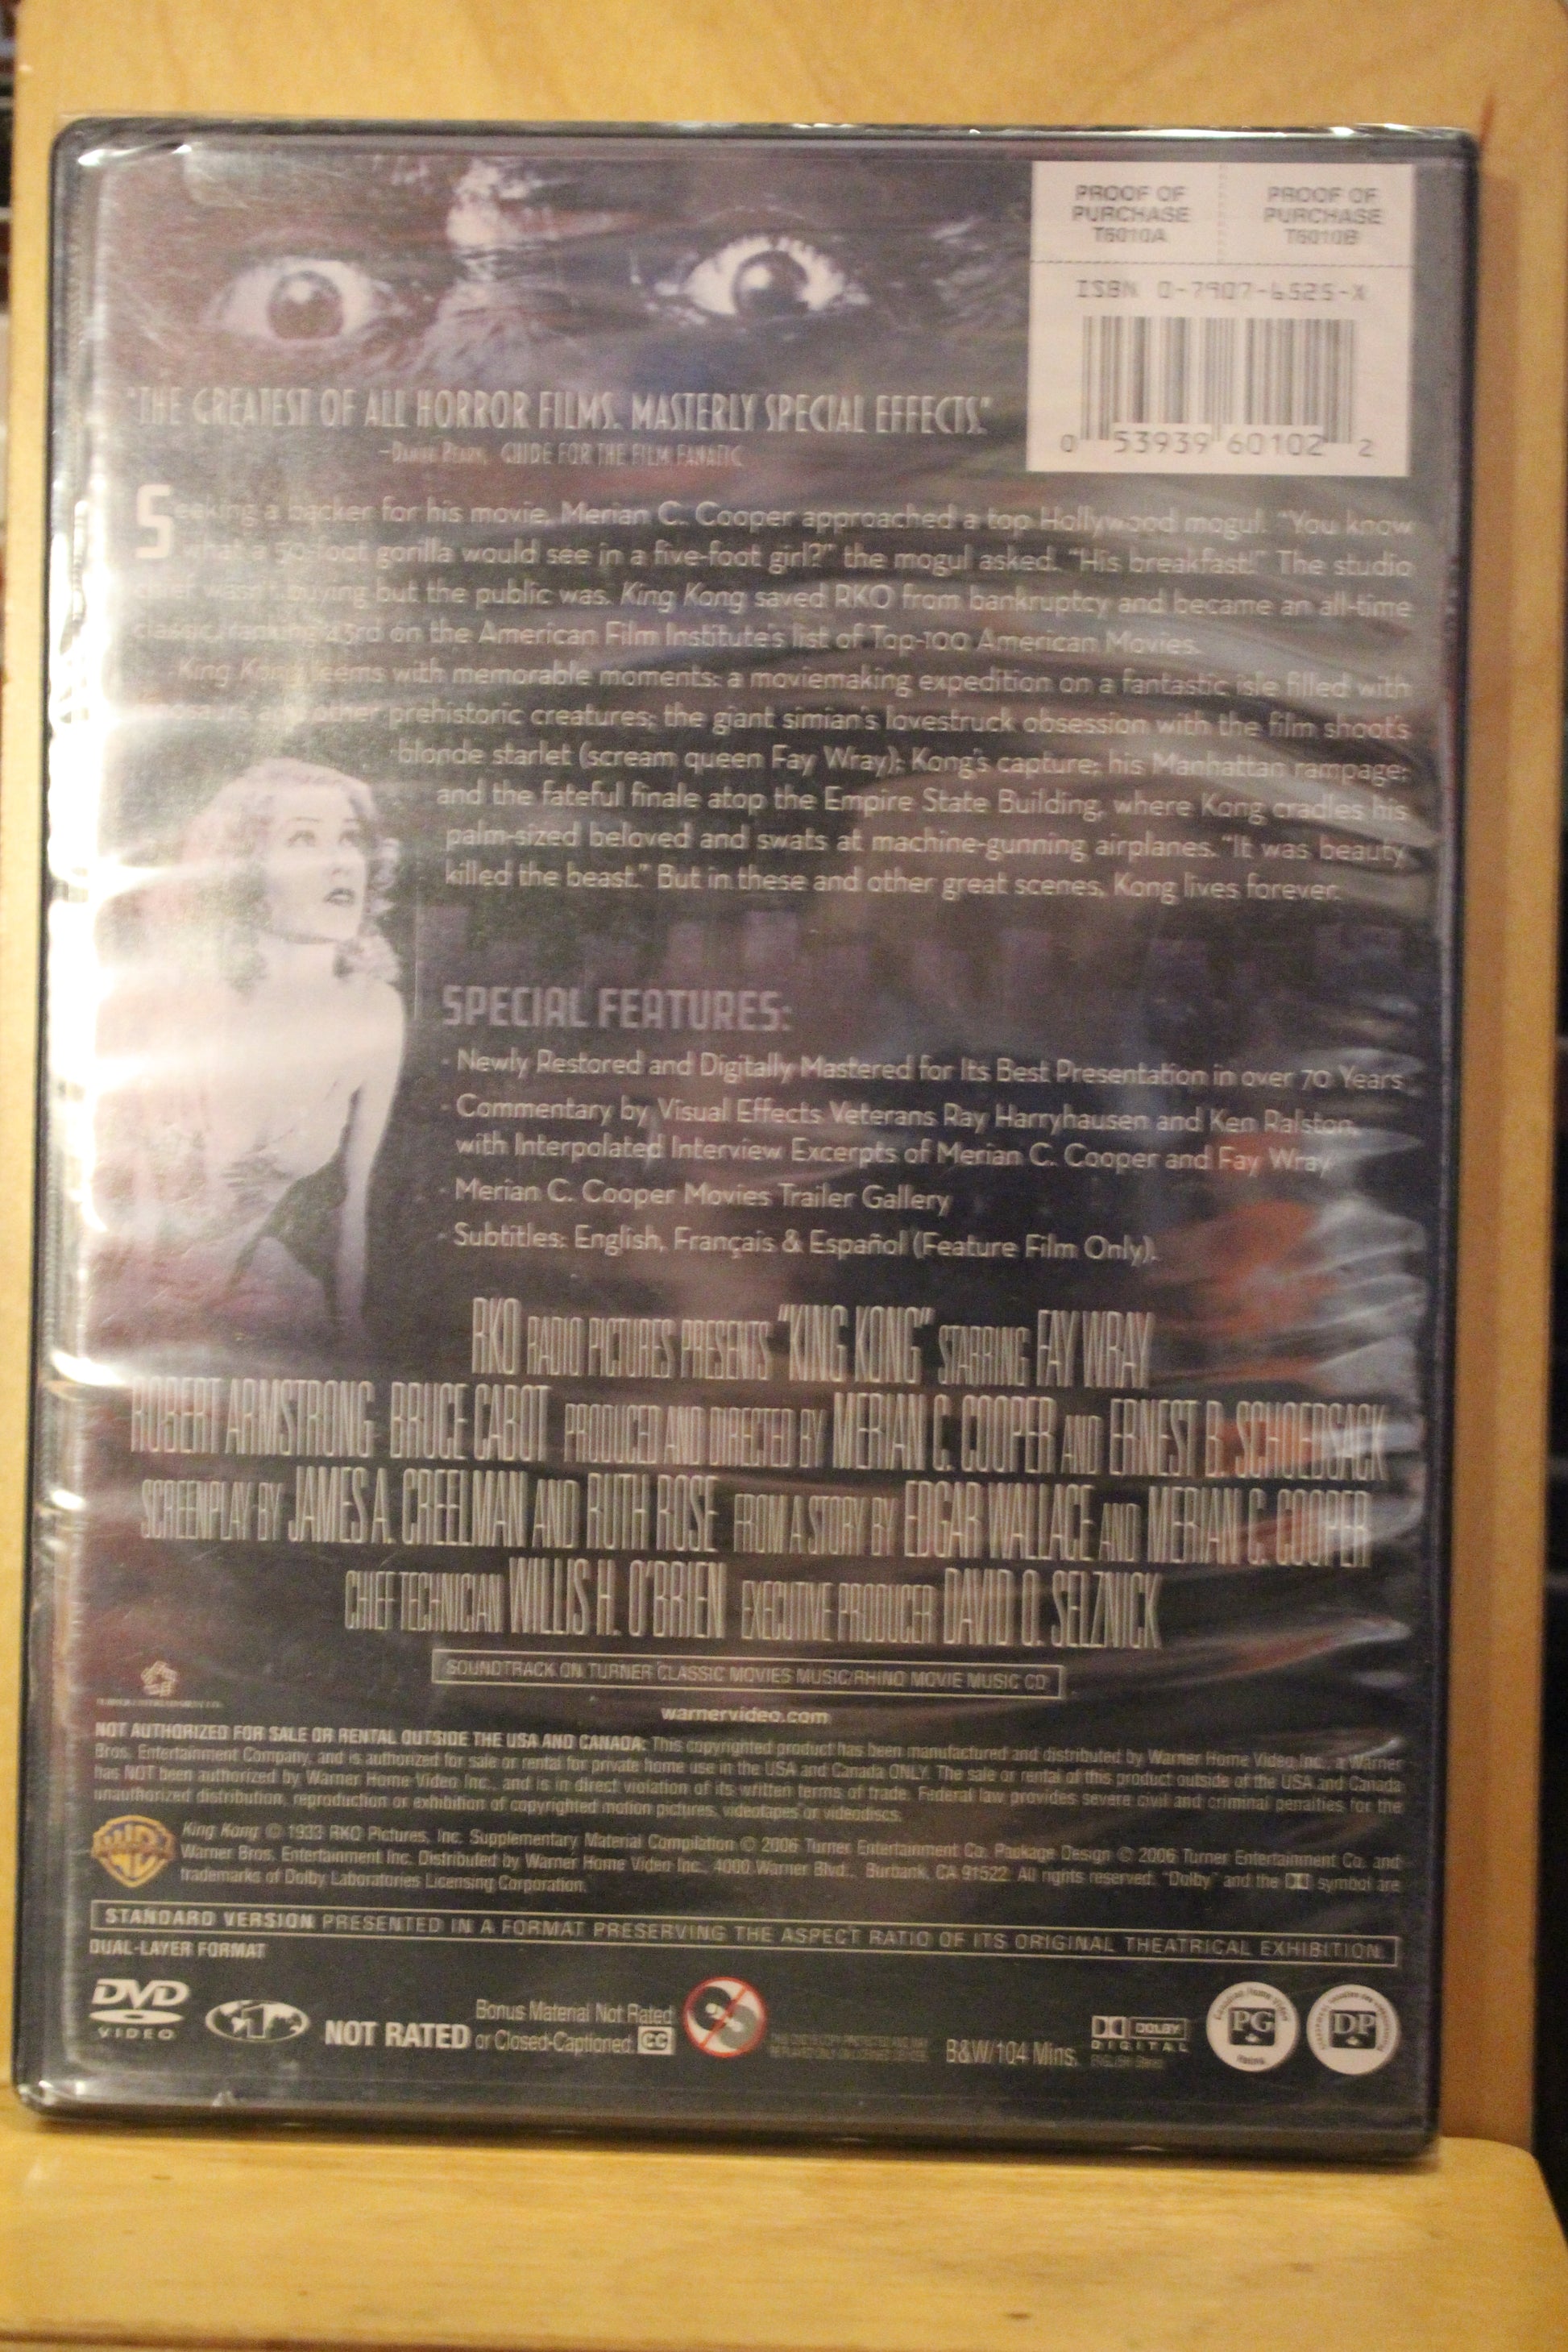 PROOF OF PURCHASE T6010A
PROOF OF PURCHASE T6010B
ISBN 0-7907-6525-X
0 53939 60102 2
"THE GREATEST OF ALL HORROR FILMS. MASTERLY SPECIAL EFFECTS."
–Danny Peary, GUIDE FOR THE FILM FANATIC
Seeking a backer for his movie, Merian C. Cooper approached a top Hollywood mogul. "You know
what a 50-foot gorilla would see in a five-foot girl?" the mogul asked. "His breakfast!" The studio
chief wasn't buying but the public was. King Kong saved RKO from bankruptcy and became an all-time
classic, ranking 43rd on the American Film Institute's list of Top-100 American Movies.
King Kong teems with memorable moments: a moviemaking expedition on a fantastic isle filled with
and other prehistoric creatures; the giant simian's lovestruck obsession with the film shoot's
blonde starlet (scream queen Fay Wray); Kong's capture; his Manhattan rampage;
and the fateful finale atop the Empire State Building, where Kong cradles his
palm-sized beloved and swats at machine-gunning airplanes. "It was beauty
killed the beast." But in these and other great scenes, Kong lives forever.
SPECIAL FEATURES:
· Newly Restored and Digitally Mastered for Its Best Presentation in over 70 Years
· Commentary by Visual Effects Veterans Ray Harryhausen and Ken Ralston,
with Interpolated Interview Excerpts of Merian C. Cooper and Fay Wray
· Merian C. Cooper Movies Trailer Gallery
· Subtitles: English, Français & Español (Feature Film Only).
RKO RADIO PICTURES PRESENTS "KING KONG" STARRING FAY WRAY
ROBERT ARMSTRONG BRUCE CABOT PRODUCED AND DIRECTED BY MERIAN C. COOPER AND ERNEST B. SCHOEDSACK
SCREENPLAY BY JAMES A. CREELMAN AND RUTH ROSE FROM A STORY BY EDGAR WALLACE AND MERIAN C. COOPER
CHIEF TECHNICIAN WILLIS H. O'BRIEN EXECUTIVE PRODUCER DAVID O. SELZNICK
SOUNDTRACK ON TURNER CLASSIC MOVIES MUSIC/RHINO MOVIE MUSIC CD
warnervideo.com
NOT AUTHORIZED FOR SALE OR RENTAL OUTSIDE THE USA AND CANADA: This copyrighted product has been manufactured and distributed by Warner Home Video Inc., a Warner
Bros. Entertainment Company, and is authorized for sale or rental for private home use in the USA and Canada ONLY. The sale or rental of this product outside of the USA and Canada
has NOT been authorized by Warner Home Video Inc., and is in direct violation of its written terms of trade. Federal law provides severe civil and criminal penalties for the
unauthorized distribution, reproduction or exhibition of copyrighted motion pictures, videotapes or videodiscs.
King Kong © 1933 RKO Pictures, Inc. Supplementary Material Compilation © 2006 Turner Entertainment Co. Package Design © 2006 Turner Entertainment Co. and
Warner Bros. Entertainment Inc. Distributed by Warner Home Video Inc., 4000 Warner Blvd., Burbank, CA 91522. All rights reserved. "Dolby" and the DD symbol are
trademarks of Dolby Laboratories Licensing Corporation.
STANDARD VERSION PRESENTED IN A FORMAT PRESERVING THE ASPECT RATIO OF ITS ORIGINAL THEATRICAL EXHIBITION.
DUAL-LAYER FORMAT
DVD VIDEO
1
NOT RATED
Bonus Material Not Rated
or Closed-Captioned. CC
B&W/104 Mins.
DOLBY DIGITAL
PG
DP